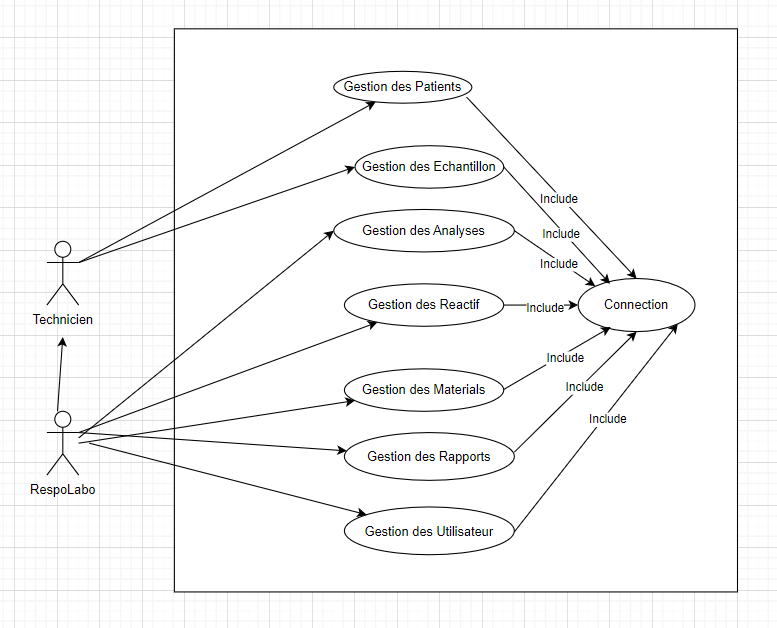 Gestion des Patients
Gestion des Echantillon
Include
Include
Gestion des Analyses
Include
Gestion des Reactif
Include
Connection
Technicien
Include
Gestion des Materials
Include
Include
Gestion des Rapports
RespoLabo
Gestion des Utilisateur